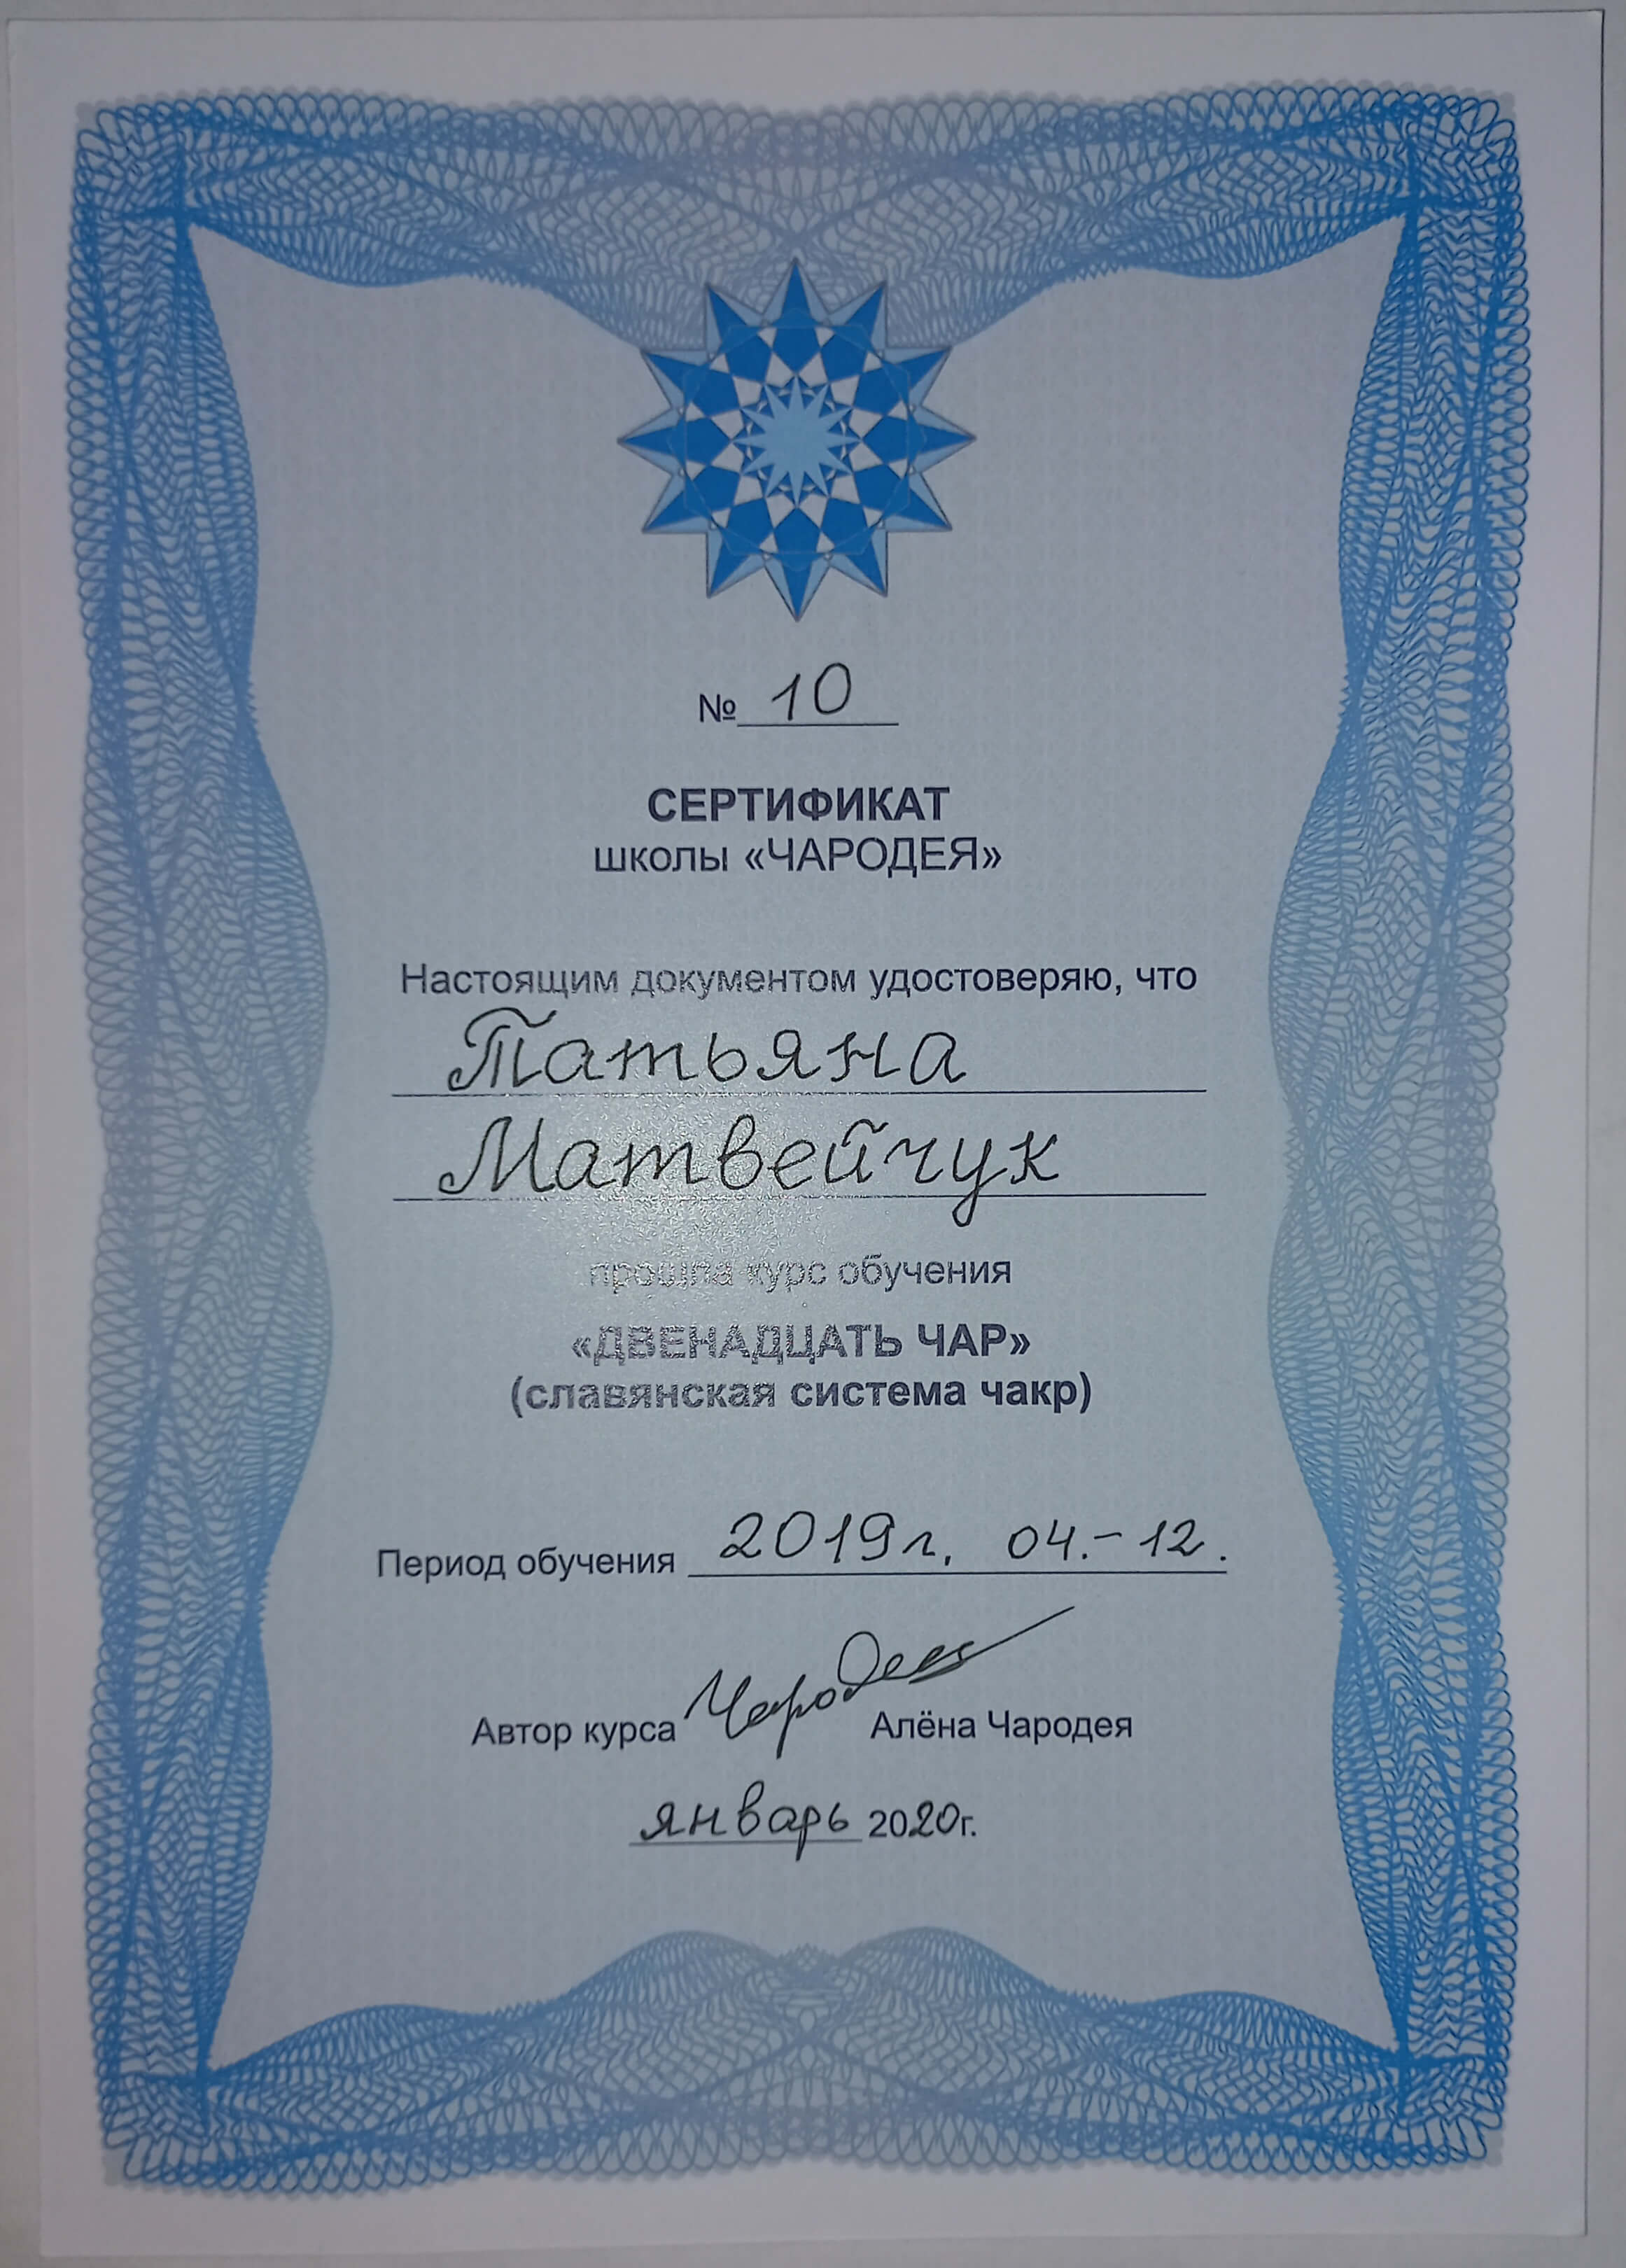 № 10
СЕРТИФИКАТ
ШКОЛЫ «ЧАРОДЕЯ»
Настоящим документом удостоверяю, что
Татьяна
Матвейчук
прошла курс обучения
«ДВЕНАДЦАТЬ ЧАР»
(славянская система чакр)
Период обучения 2019г. 04.-12.
Автор курса Чародея Алёна Чародея
январь 2020г.